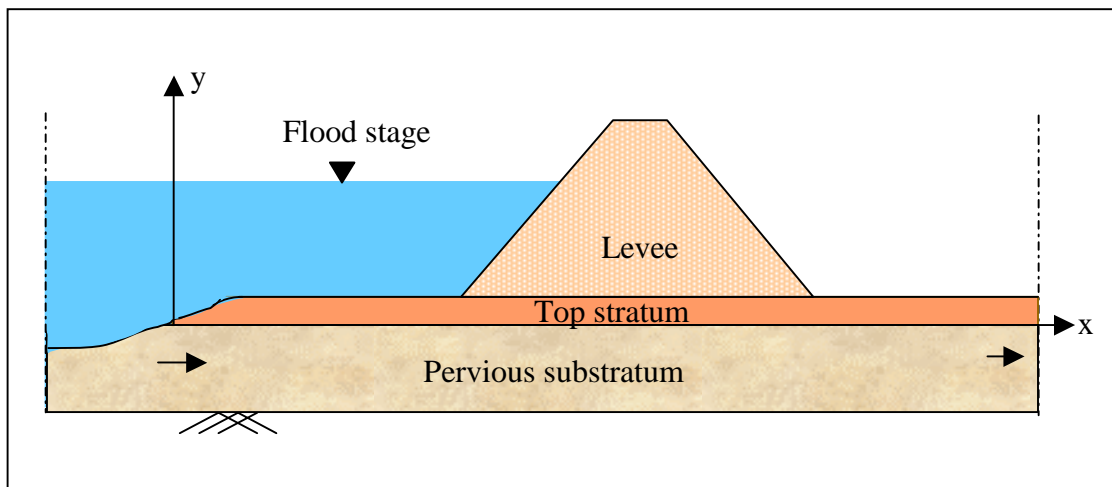 y
Flood stage
Levee
Top stratum
x
Pervious substratum